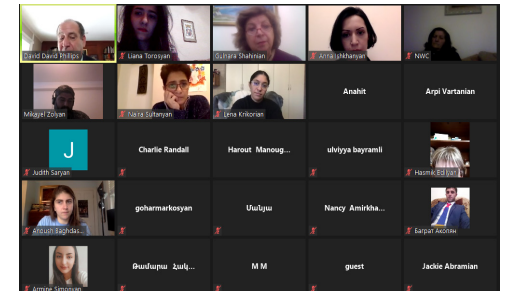 David David Phillips
Liana Torosyan
Gulnara Shahinian
Anna Ishkhanyan
NWC
Mikayel Zolyan
Naira Sultanyan
Lena Krikorian
Anahit
Arpi Vartanian
J
Judith Saryan
Charlie Randall
Harout Manoug...
ulviyya bayramli
Hasmik Edilyan
Anoush Baghdas...
goharmarkosyan
Մանյա
Nancy Amirkha...
Баграт Акопян
Armine Simonyan
Թամարա Հակ...
M M
guest
Jackie Abramian